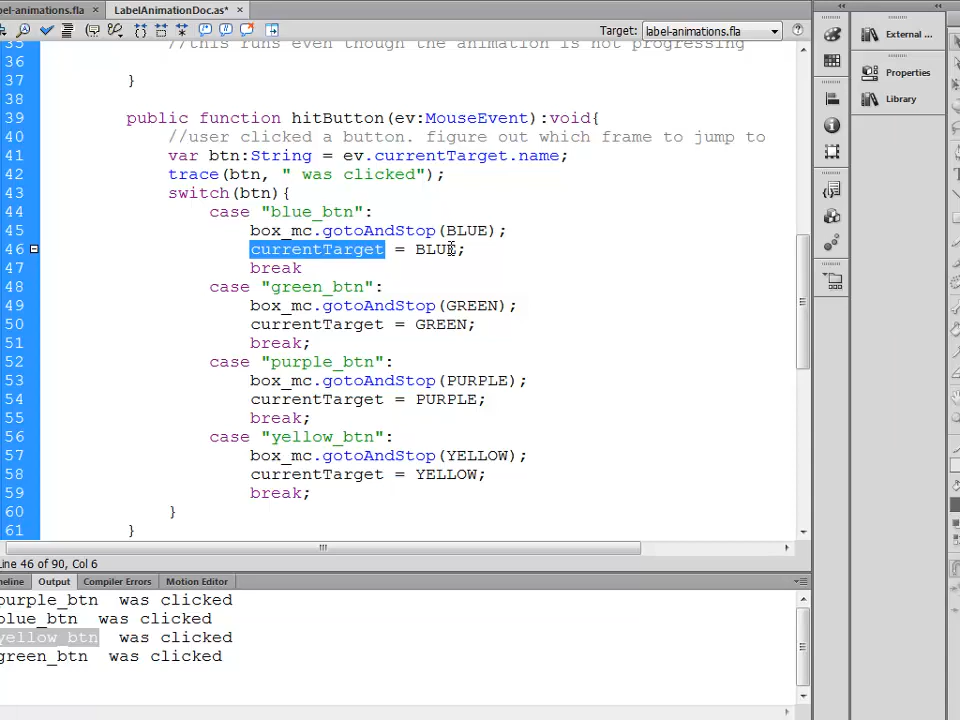 bel-animations.fla × LabelAnimationDoc.as* ×
Target: label-animations.fla
35 //this runs even though the animation is not progressing
36
37 }
38
39 public function hitButton(ev:MouseEvent):void{
40 //user clicked a button. figure out which frame to jump to
41 var btn:String = ev.currentTarget.name;
42 trace(btn, " was clicked");
43 switch(btn){
44 case "blue_btn":
45 box_mc.gotoAndStop(BLUE);
46 currentTarget = BLUE;
47 break
48 case "green_btn":
49 box_mc.gotoAndStop(GREEN);
50 currentTarget = GREEN;
51 break;
52 case "purple_btn":
53 box_mc.gotoAndStop(PURPLE);
54 currentTarget = PURPLE;
55 break;
56 case "yellow_btn":
57 box_mc.gotoAndStop(YELLOW);
58 currentTarget = YELLOW;
59 break;
60 }
61 }
Line 46 of 90, Col 6
meline Output Compiler Errors Motion Editor
purple_btn was clicked
blue_btn was clicked
yellow_btn was clicked
green_btn was clicked
External ...
Properties
Library